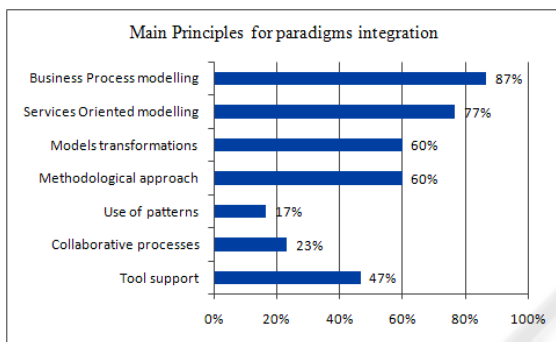 Main Principles for paradigms integration
Business Process modelling 87%
Services Oriented modelling 77%
Models transformations 60%
Methodological approach 60%
Use of patterns 17%
Collaborative processes 23%
Tool support 47%
0% 20% 40% 60% 80% 100%